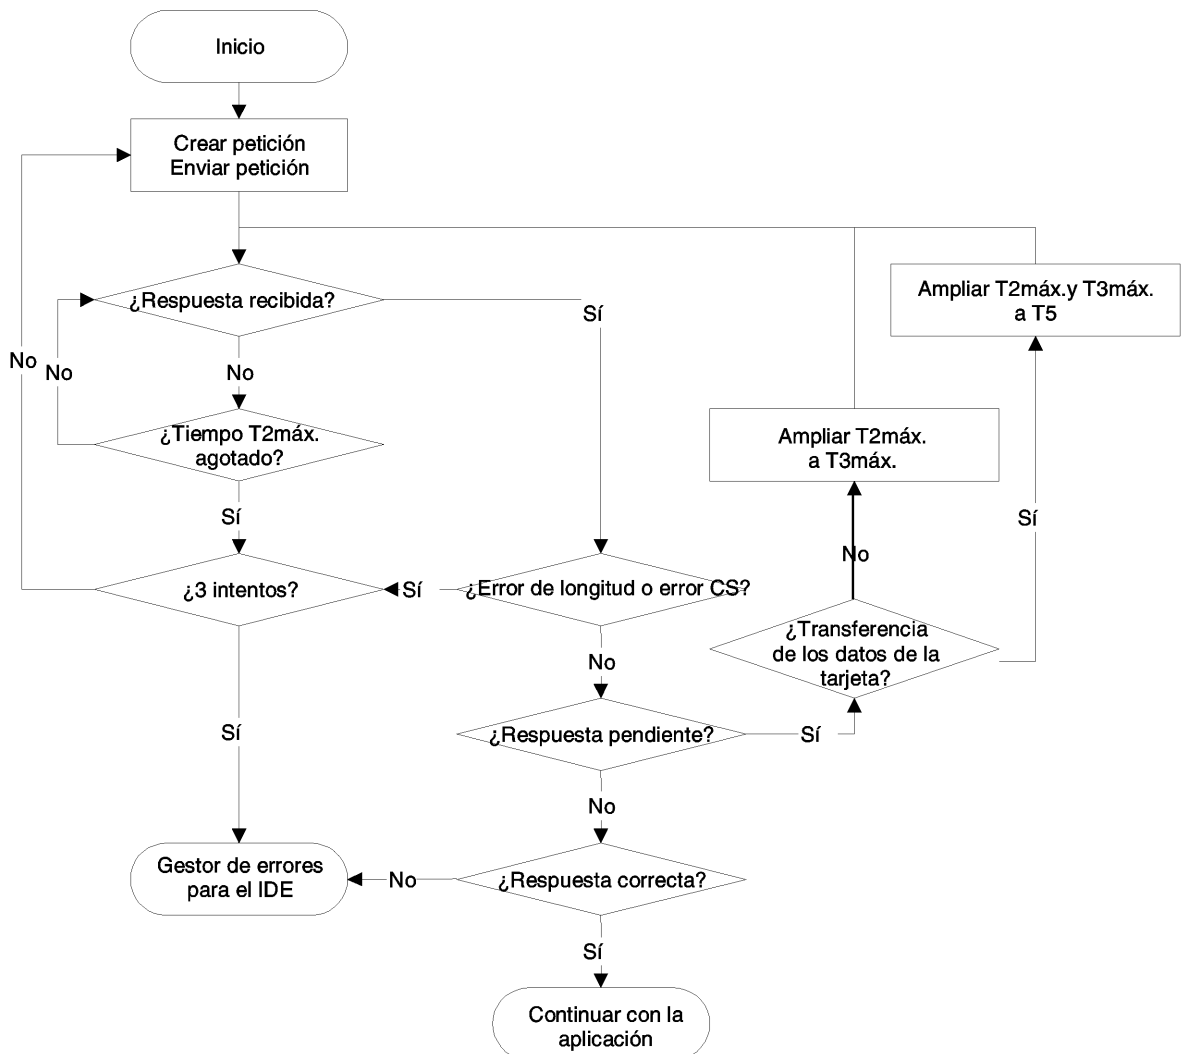 Inicio
Crear petición
Enviar petición
¿Respuesta recibida?
Sí
Ampliar T2máx.y T3máx.
a T5
No
No
No
¿Tiempo T2máx.
agotado?
Ampliar T2máx.
a T3máx.
Sí
Sí
No
¿3 intentos?
Sí
¿Error de longitud o error CS?
¿Transferencia
de los datos de la
tarjeta?
No
Sí
¿Respuesta pendiente?
Sí
No
Gestor de errores
para el IDE
No
¿Respuesta correcta?
Sí
Continuar con la
aplicación